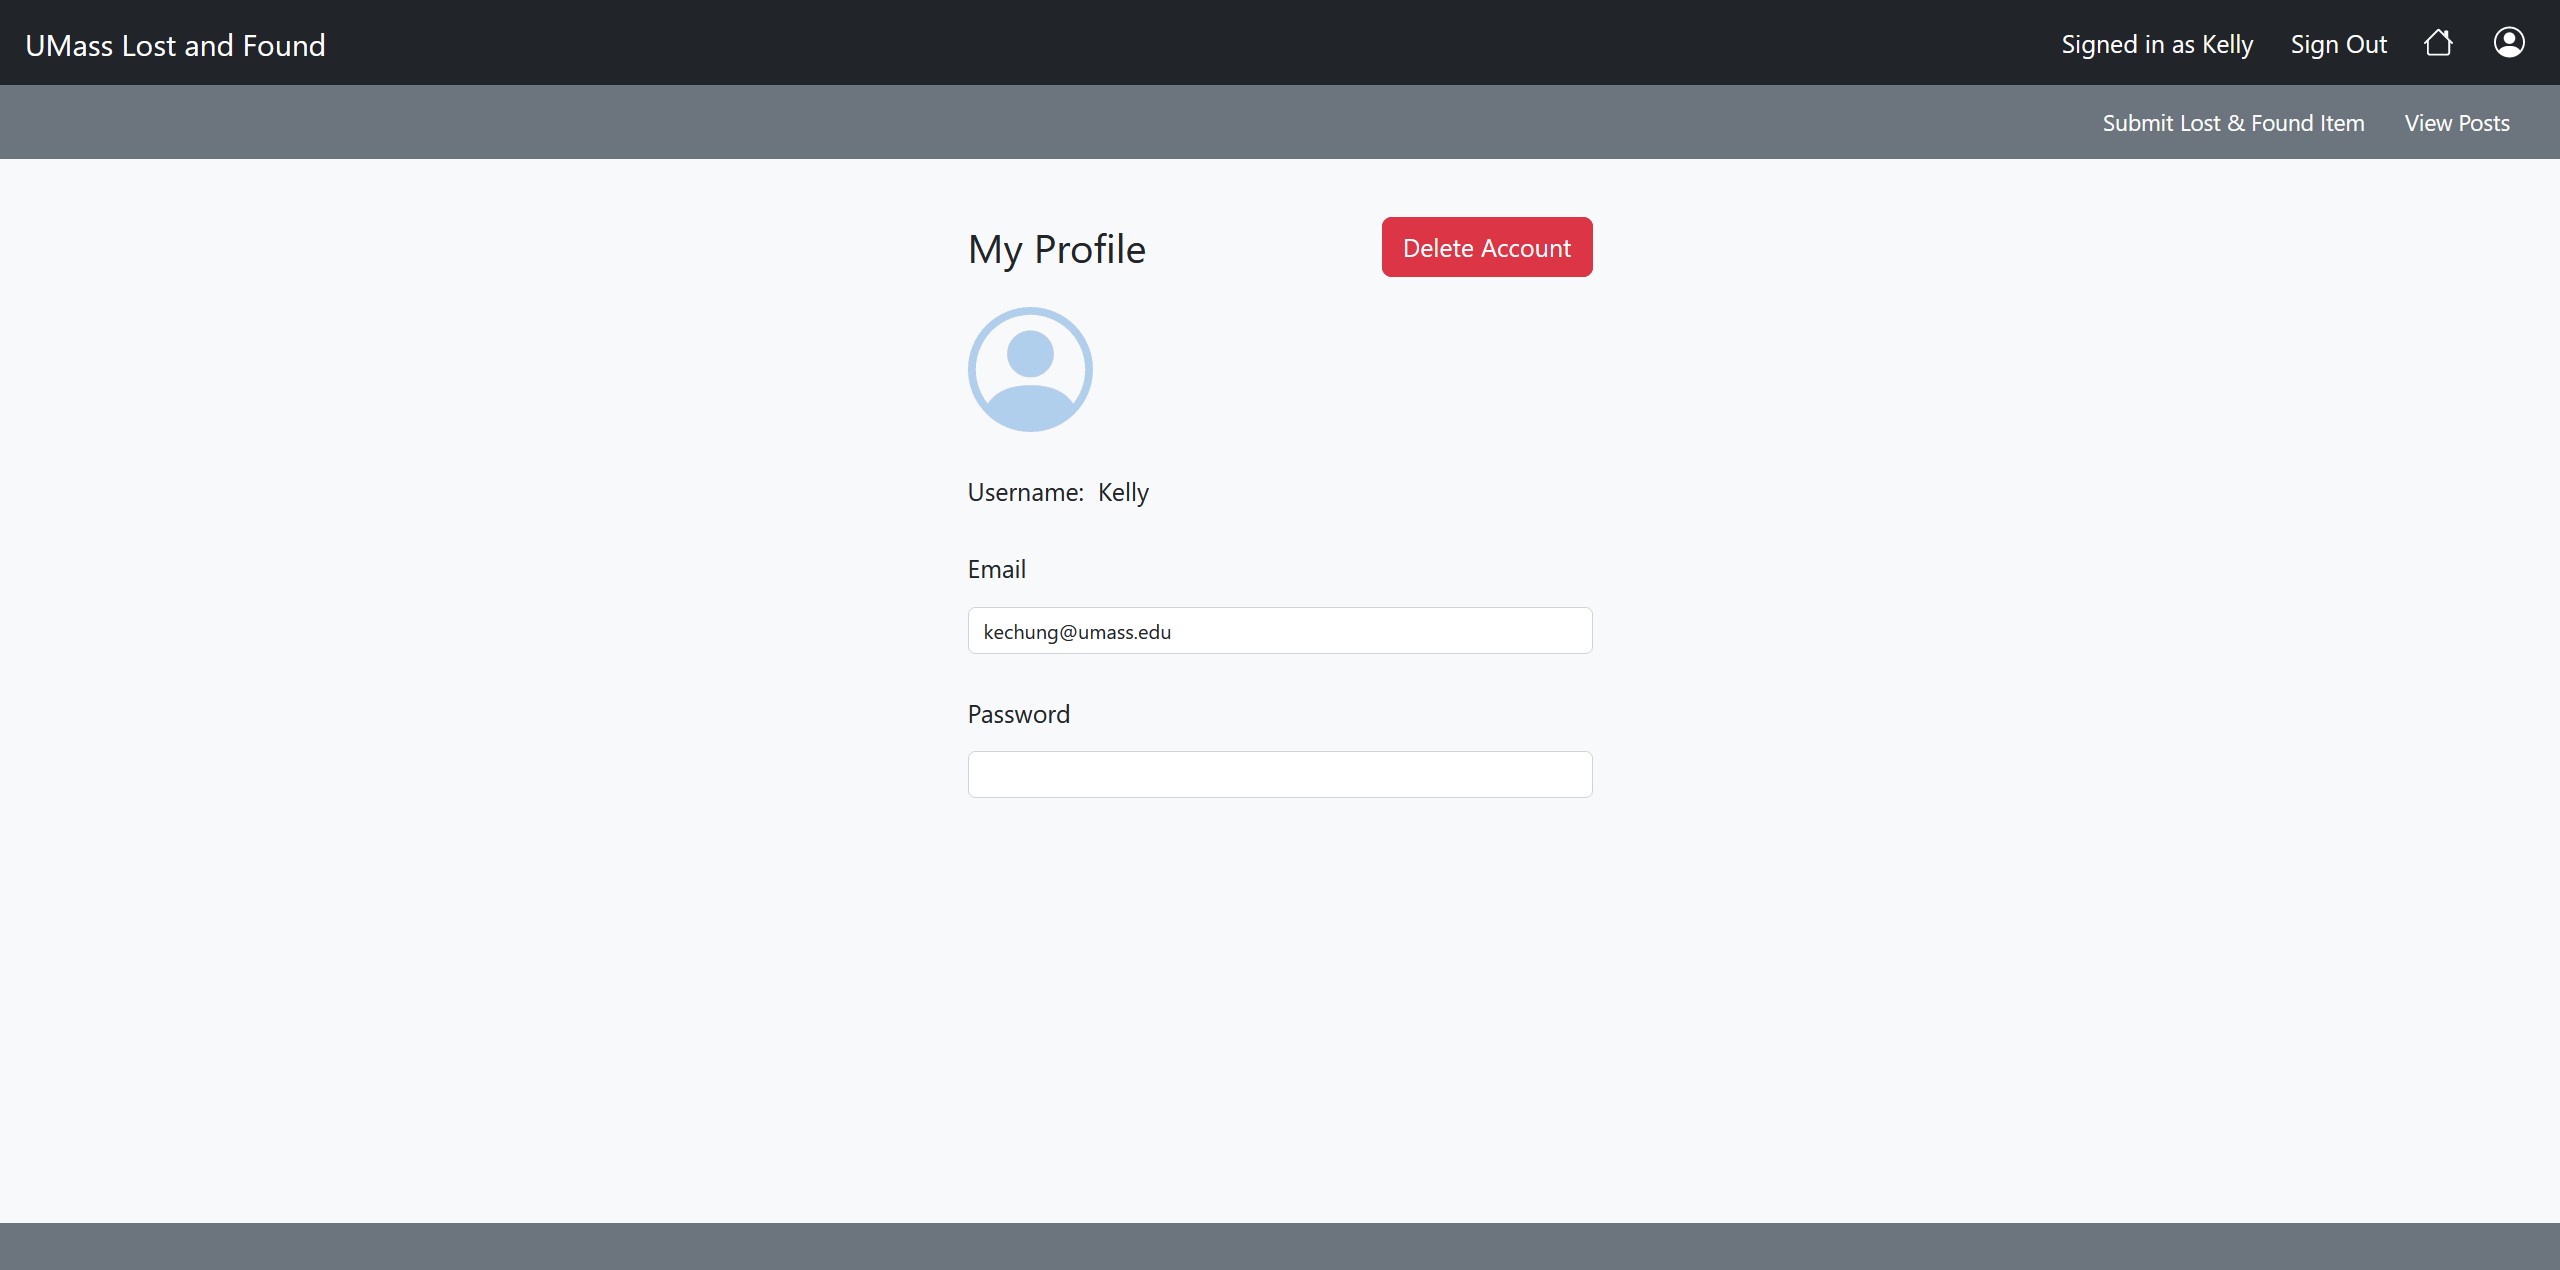 UMass Lost and Found
Signed in as Kelly Sign Out
Submit Lost & Found Item View Posts
My Profile Delete Account
Username: Kelly
Email
kechung@umass.edu
Password